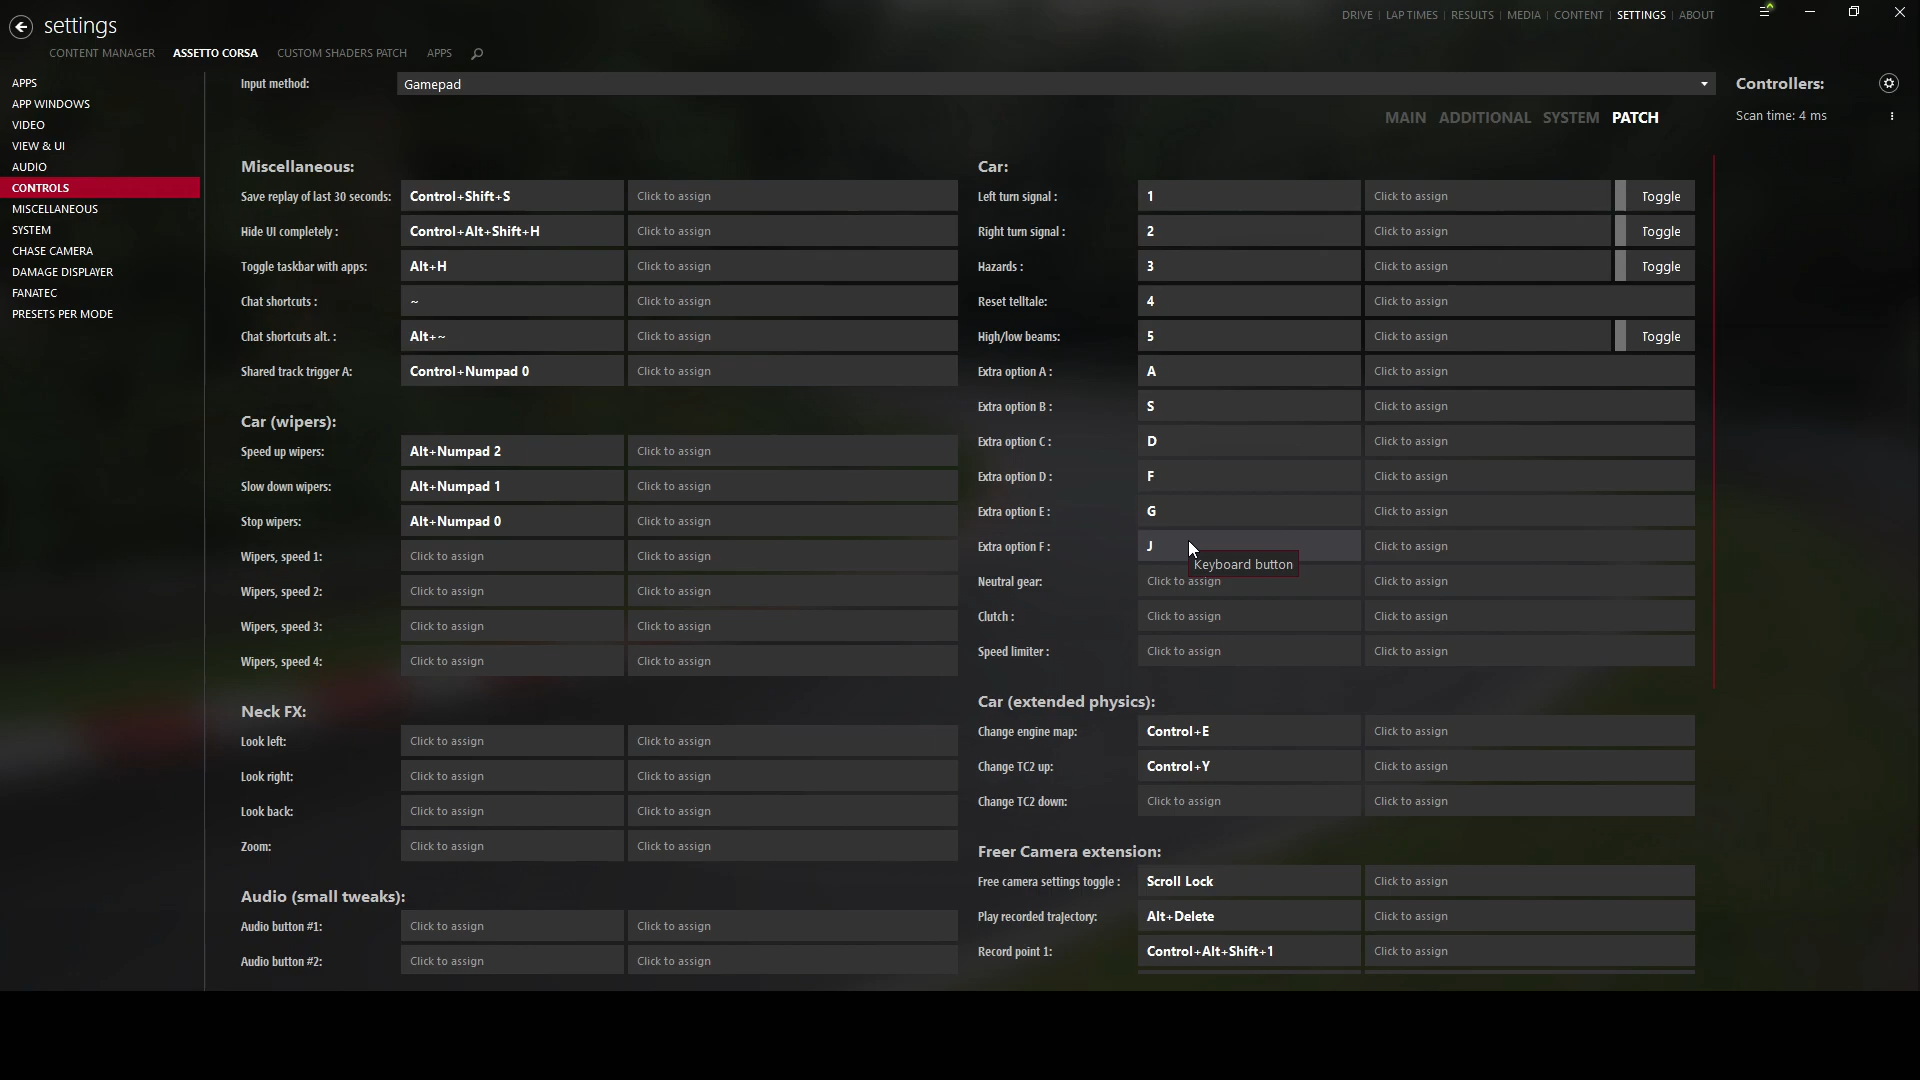 settings
DRIVE | LAP TIMES | RESULTS | MEDIA | CONTENT | SETTINGS | ABOUT
CONTENT MANAGER ASSETTO CORSA CUSTOM SHADERS PATCH APPS
APPS
APP WINDOWS
VIDEO
VIEW & UI
AUDIO
CONTROLS
MISCELLANEOUS
SYSTEM
CHASE CAMERA
DAMAGE DISPLAYER
FANATEC
PRESETS PER MODE
Input method: Gamepad
MAIN ADDITIONAL SYSTEM PATCH
Miscellaneous:
Save replay of last 30 seconds: Control+Shift+S Click to assign
Hide UI completely : Control+Alt+Shift+H Click to assign
Toggle taskbar with apps: Alt+H Click to assign
Chat shortcuts : ~ Click to assign
Chat shortcuts alt. : Alt+~ Click to assign
Shared track trigger A: Control+Numpad 0 Click to assign
Car (wipers):
Speed up wipers: Alt+Numpad 2 Click to assign
Slow down wipers: Alt+Numpad 1 Click to assign
Stop wipers: Alt+Numpad 0 Click to assign
Wipers, speed 1: Click to assign Click to assign
Wipers, speed 2: Click to assign Click to assign
Wipers, speed 3: Click to assign Click to assign
Wipers, speed 4: Click to assign Click to assign
Neck FX:
Look left: Click to assign Click to assign
Look right: Click to assign Click to assign
Look back: Click to assign Click to assign
Zoom: Click to assign Click to assign
Audio (small tweaks):
Audio button #1: Click to assign Click to assign
Audio button #2: Click to assign Click to assign
Car:
Left turn signal : 1 Click to assign Toggle
Right turn signal : 2 Click to assign Toggle
Hazards : 3 Click to assign Toggle
Reset telltale: 4 Click to assign
High/low beams: 5 Click to assign Toggle
Extra option A : A Click to assign
Extra option B : S Click to assign
Extra option C : D Click to assign
Extra option D : F Click to assign
Extra option E : G Click to assign
Extra option F : J Click to assign
Keyboard button
Neutral gear: Click to assign Click to assign
Clutch : Click to assign Click to assign
Speed limiter : Click to assign Click to assign
Car (extended physics):
Change engine map: Control+E Click to assign
Change TC2 up: Control+Y Click to assign
Change TC2 down: Click to assign Click to assign
Freer Camera extension:
Free camera settings toggle : Scroll Lock Click to assign
Play recorded trajectory: Alt+Delete Click to assign
Record point 1: Control+Alt+Shift+1 Click to assign
Controllers:
Scan time: 4 ms